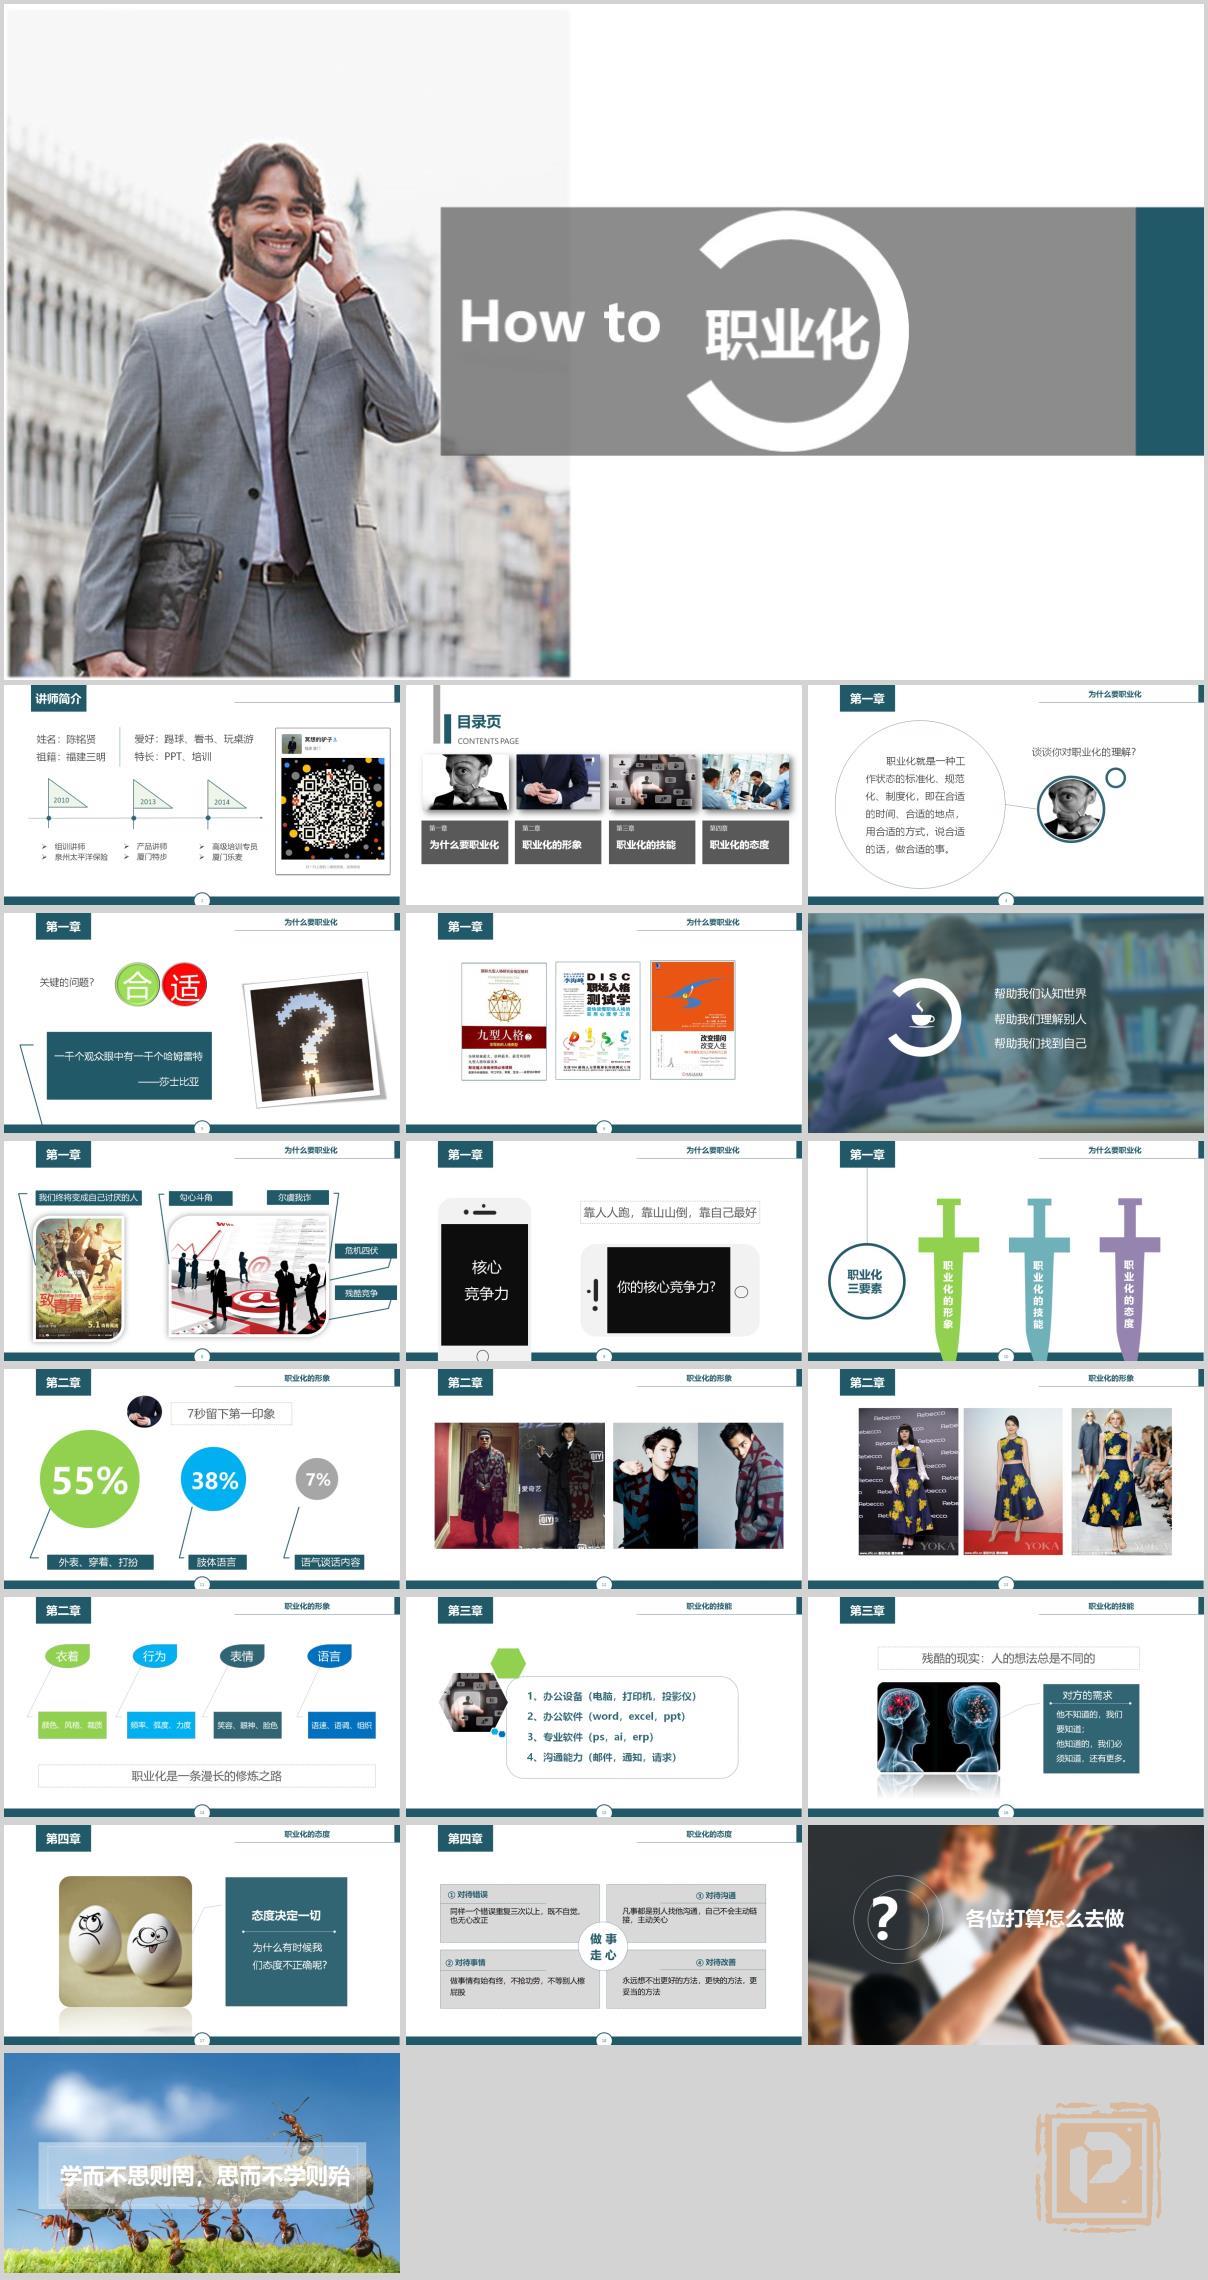 How to
职业化
讲师简介
姓名：陈铭贤
祖籍：福建三明
爱好：踢球、看书、玩桌游
特长：PPT、培训
2010
2013
2014
组训讲师
泉州太平洋保险
产品讲师
厦门特步
高级培训专员
厦门乐麦
冥想的驴子
目录页
CONTENTS PAGE
第一章
为什么要职业化
第二章
职业化的形象
第三章
职业化的技能
第四章
职业化的态度
第一章
为什么要职业化
职业化就是一种工
作状态的标准化、规范
化、制度化，即在合适
的时间、合适的地点，
用合适的方式，说合适
的话，做合适的事。
谈谈你对职业化的理解？
第一章
为什么要职业化
关键的问题？
合
适
一千个观众眼中有一千个哈姆雷特
——莎士比亚
第一章
为什么要职业化
九型人格2
DISC
职场人格
测试学
改变提问
改变人生
帮助我们认知世界
帮助我们理解别人
帮助我们找到自己
第一章
为什么要职业化
我们终将变成自己讨厌的人
勾心斗角
尔虞我诈
危机四伏
残酷竞争
致青春
5.1
第一章
为什么要职业化
核心
竞争力
靠人人跑，靠山山倒，靠自己最好
你的核心竞争力？
第一章
为什么要职业化
职业化
三要素
职业化的形象
职业化的技能
职业化的态度
第二章
职业化的形象
7秒留下第一印象
55%
38%
7%
外表、穿着、打扮
肢体语言
语气谈话内容
第二章
职业化的形象
爱奇艺
QIYI
第二章
职业化的形象
Rebecco
YOKA
YOKA
YOKA
第二章
职业化的形象
衣着
行为
表情
语言
颜色、风格、裁质
频率、弧度、力度
笑容、眼神、脸色
语速、语调、组织
职业化是一条漫长的修炼之路
第三章
职业化的技能
1、办公设备（电脑，打印机，投影仪）
2、办公软件（word，excel，ppt）
3、专业软件（ps，ai，erp）
4、沟通能力（邮件，通知，请求）
第三章
职业化的技能
残酷的现实：人的想法总是不同的
对方的需求
他不知道的，我们
要知道；
他知道的，我们必
须知道，还有更多。
第四章
职业化的态度
态度决定一切
为什么有时候我
们态度不正确呢？
第四章
职业化的态度
① 对待错误
同样一个错误重复三次以上，既不自觉，
也无心改正
③ 对待沟通
凡事都是别人找他沟通，自己不会主动链
接，主动关心
做 事
走 心
② 对待事情
做事情有始有终，不抢功劳，不等别人擦
屁股
④ 对待改善
永远想不出更好的方法，更快的方法，更
妥当的方法
?
各位打算怎么去做
学而不思则罔，思而不学则殆